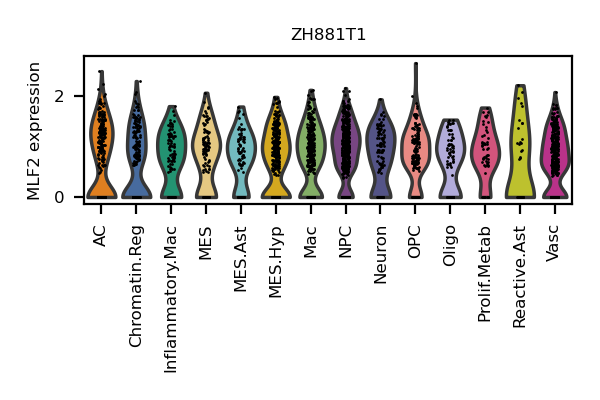 ZH881T1
MLF2 expression
2
0
AC
Chromatin.Reg
Inflammatory.Mac
MES
MES.Ast
MES.Hyp
Mac
NPC
Neuron
OPC
Oligo
Prolif.Metab
Reactive.Ast
Vasc